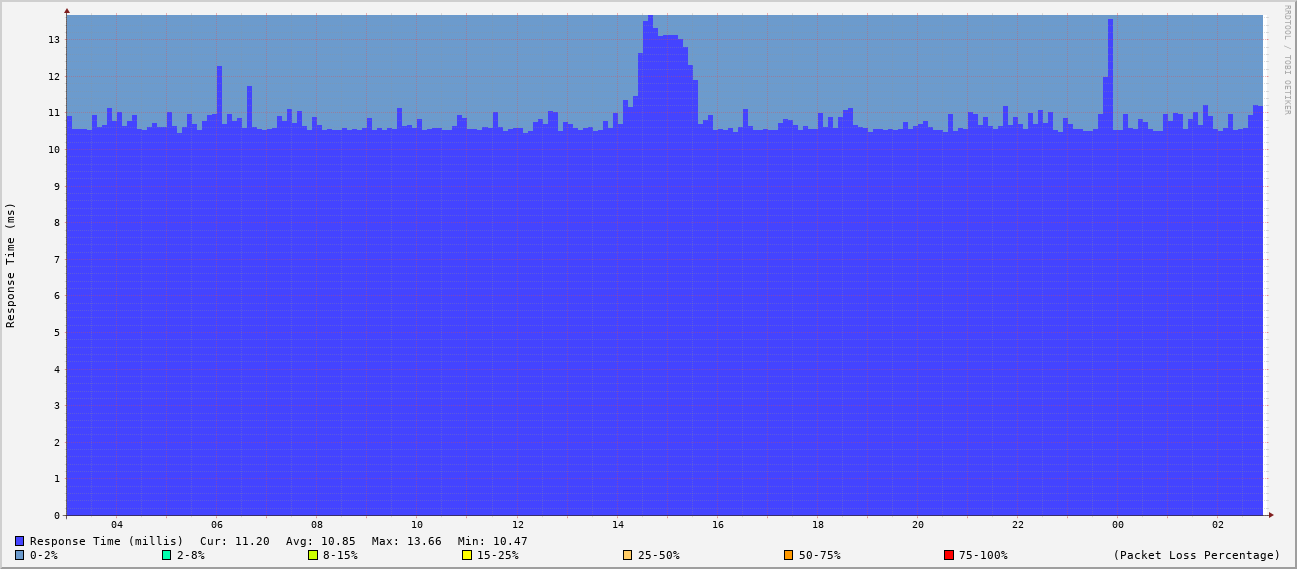 RRDTOOL / TOBI OETIKER
Response Time (ms)
13
12
11
10
9
8
7
6
5
4
3
2
1
0
04 06 08 10 12 14 16 18 20 22 00 02
Response Time (millis) Cur: 11.20 Avg: 10.85 Max: 13.66 Min: 10.47
0-2% 2-8% 8-15% 15-25% 25-50% 50-75% 75-100% (Packet Loss Percentage)